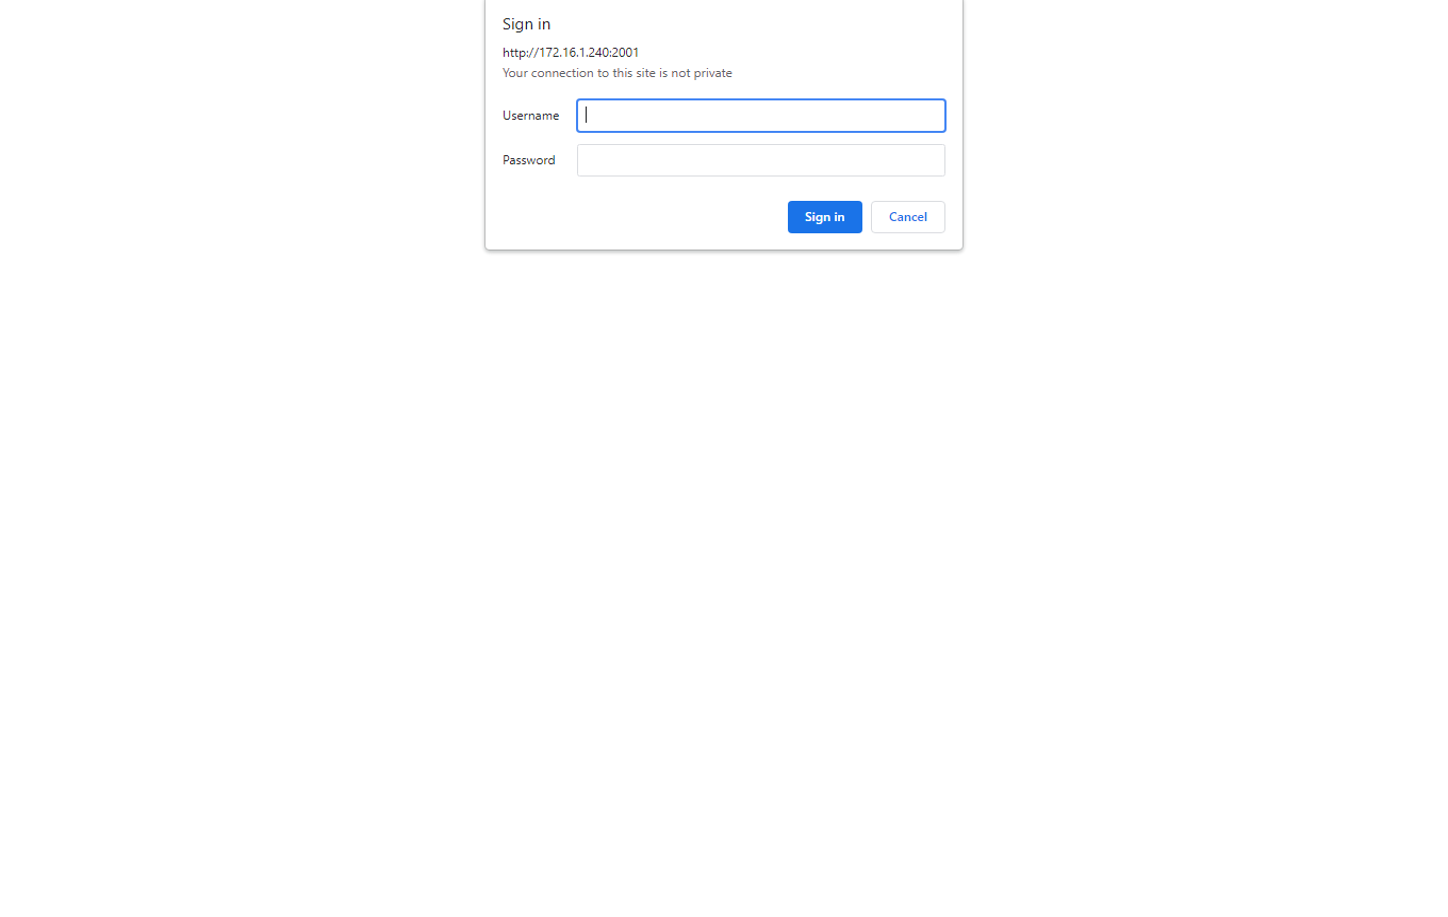 Sign in
http://172.16.1.240:2001
Your connection to this site is not private
Username
Password
Sign in Cancel